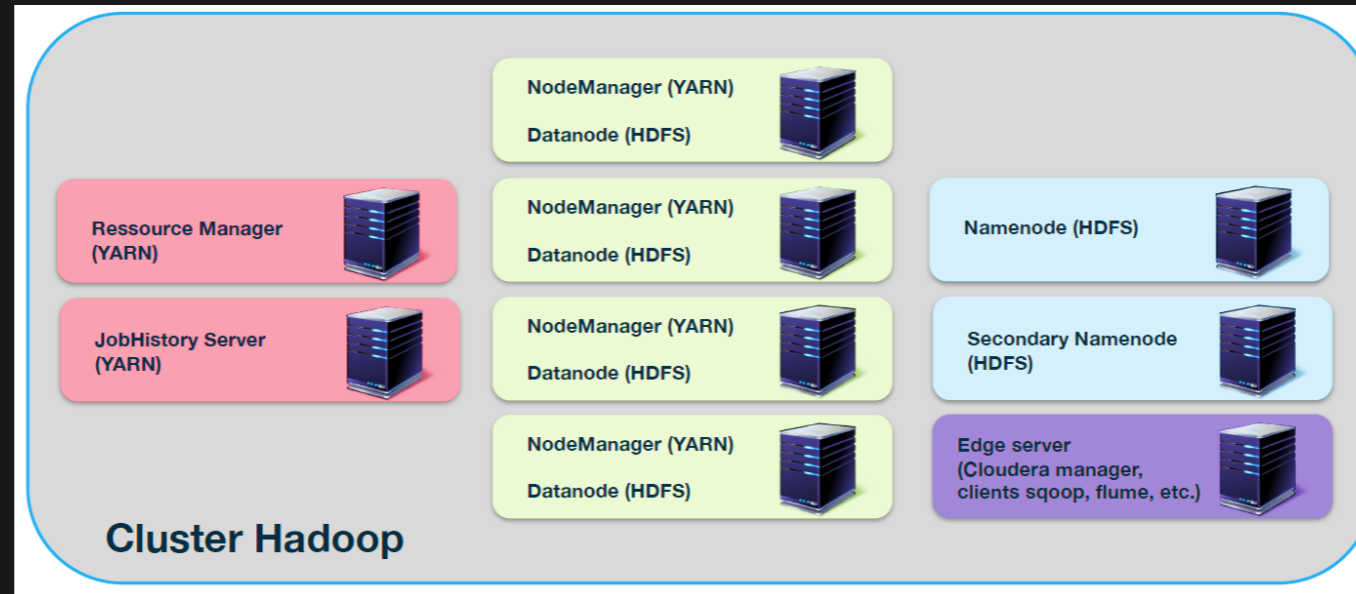 NodeManager (YARN)
Datanode (HDFS)
Ressource Manager
(YARN)
NodeManager (YARN)
Datanode (HDFS)
Namenode (HDFS)
JobHistory Server
(YARN)
NodeManager (YARN)
Datanode (HDFS)
Secondary Namenode
(HDFS)
NodeManager (YARN)
Datanode (HDFS)
Edge server
(Cloudera manager,
clients sqoop, flume, etc.)
Cluster Hadoop